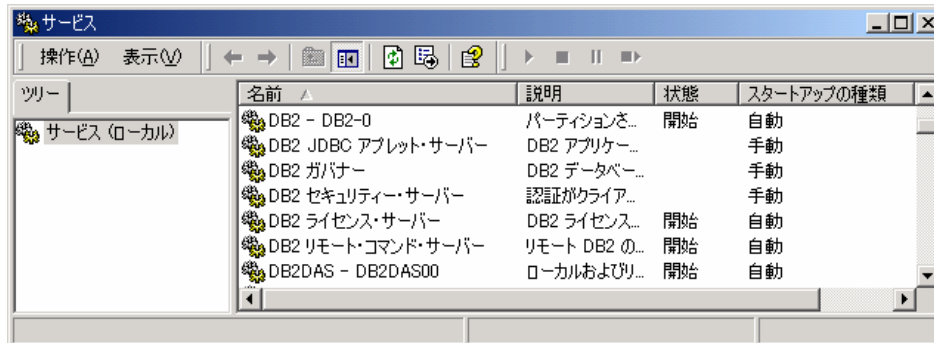 サービス
操作(A) 表示(V)
ツリー
サービス (ローカル)
名前 説明 状態 スタートアップの種類
DB2 - DB2-0 パーティションさ... 開始 自動
DB2 JDBC アプレット・サーバー DB2 アプリケー... 手動
DB2 ガバナー DB2 データベー... 手動
DB2 セキュリティー・サーバー 認証がクライア... 手動
DB2 ライセンス・サーバー DB2 ライセンス... 開始 自動
DB2 リモート・コマンド・サーバー リモート DB2 の... 開始 自動
DB2DAS - DB2DAS00 ローカルおよびリ... 開始 自動